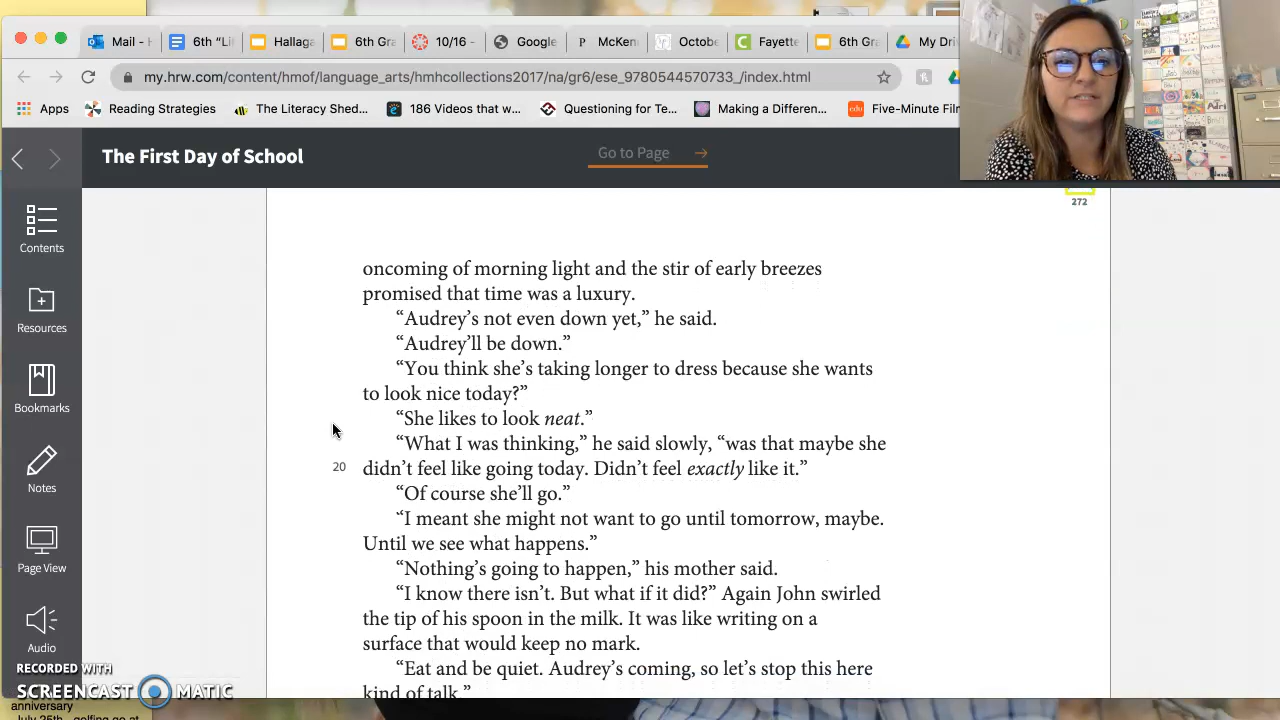 Mail - H
6th “Li
Hallaga
6th Gra
Google
P
McKen
Octobe
Fayette
6th Gra
My Driv
my.hrw.com/content/hmof/language_arts/hmhcollections2017/na/gr6/ese_9780544570733_/index.html
Apps
Reading Strategies
The Literacy Shed...
186 Videos that w...
Questioning for Te...
Making a Differen...
edu
Five-Minute Fil
The First Day of School
Go to Page
272
Contents
Resources
Bookmarks
Notes
Page View
Audio
oncoming of morning light and the stir of early breezes
promised that time was a luxury.
“Audrey’s not even down yet,” he said.
“Audrey’ll be down.”
“You think she’s taking longer to dress because she wants
to look nice today?”
“She likes to look neat.”
“What I was thinking,” he said slowly, “was that maybe she
20 didn’t feel like going today. Didn’t feel exactly like it.”
“Of course she’ll go.”
“I meant she might not want to go until tomorrow, maybe.
Until we see what happens.”
“Nothing’s going to happen,” his mother said.
“I know there isn’t. But what if it did?” Again John swirled
the tip of his spoon in the milk. It was like writing on a
surface that would keep no mark.
“Eat and be quiet. Audrey’s coming, so let’s stop this here
kind of talk.”
RECORDED WITH
SCREENCAST MATIC
anniversary
July 25th - golfing go at